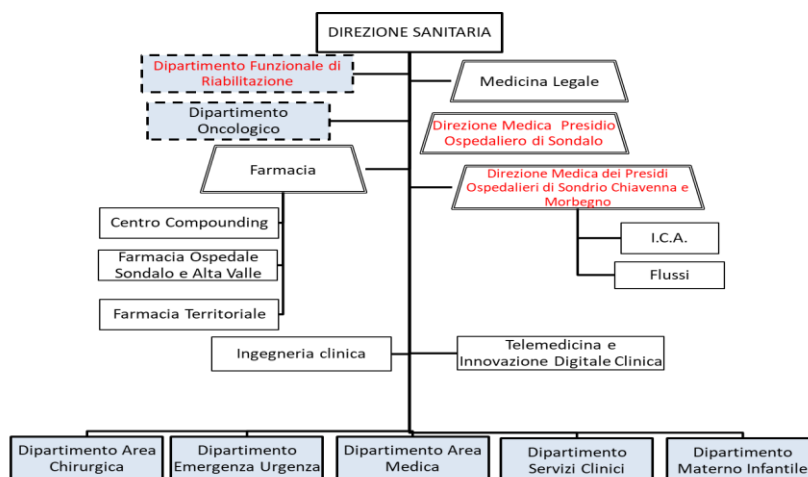 DIREZIONE SANITARIA
Dipartimento Funzionale di
Riabilitazione
Medicina Legale
Dipartimento
Oncologico
Direzione Medica Presidio
Ospedaliero di Sondalo
Farmacia
Direzione Medica dei Presidi
Ospedalieri di Sondrio Chiavenna e
Morbegno
Centro Compounding
I.C.A.
Farmacia Ospedale
Sondalo e Alta Valle
Flussi
Farmacia Territoriale
Ingegneria clinica
Telemedicina e
Innovazione Digitale Clinica
Dipartimento Area
Chirurgica
Dipartimento
Emergenza Urgenza
Dipartimento Area
Medica
Dipartimento
Servizi Clinici
Dipartimento
Materno Infantile